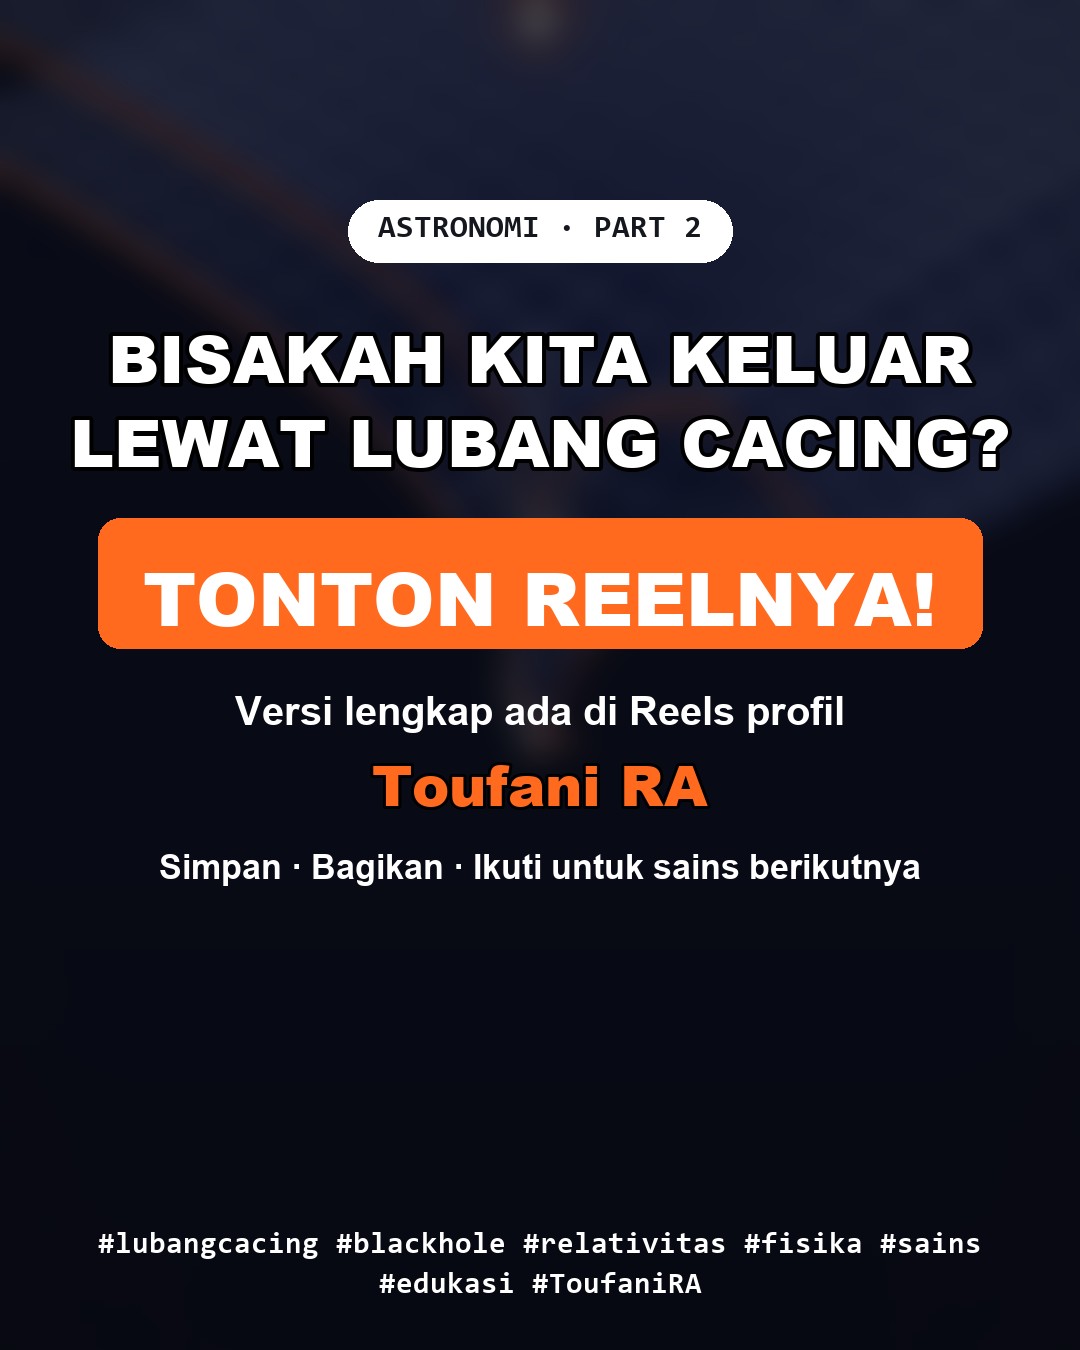 ASTRONOMI · PART 2
BISAKAH KITA KELUAR
LEWAT LUBANG CACING?
TONTON REELNYA!
Versi lengkap ada di Reels profil
Toufani RA
Simpan · Bagikan · Ikuti untuk sains berikutnya
#lubangcacing #blackhole #relativitas #fisika #sains
#edukasi #ToufaniRA